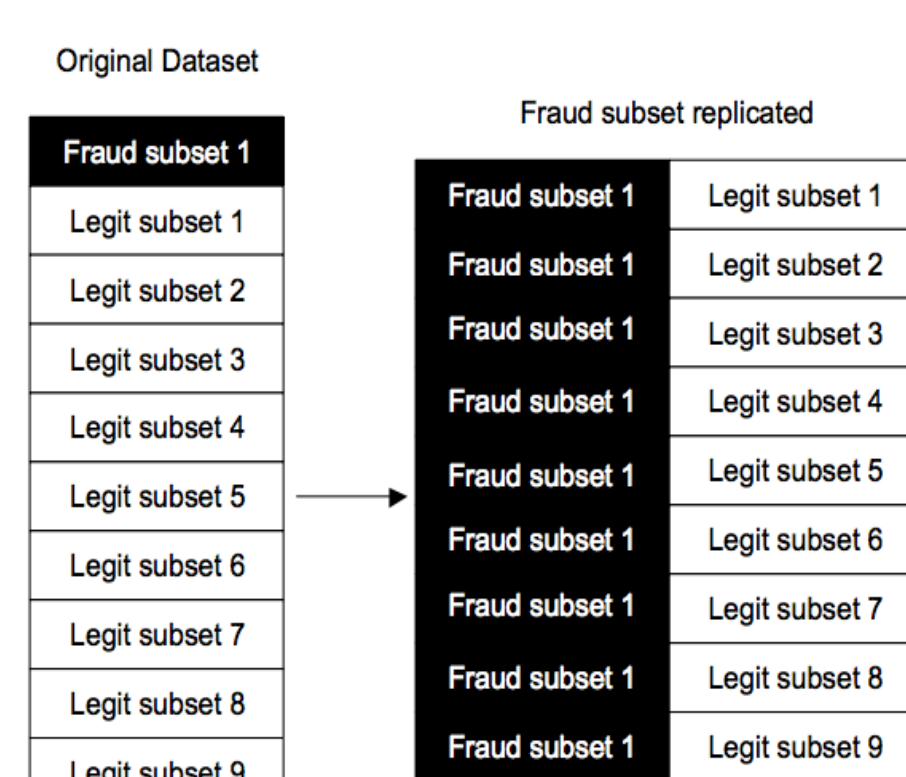 Original Dataset
Fraud subset 1
Legit subset 1
Legit subset 2
Legit subset 3
Legit subset 4
Legit subset 5
Legit subset 6
Legit subset 7
Legit subset 8
Legit subset 9
Fraud subset replicated
Fraud subset 1 Legit subset 1
Fraud subset 1 Legit subset 2
Fraud subset 1 Legit subset 3
Fraud subset 1 Legit subset 4
Fraud subset 1 Legit subset 5
Fraud subset 1 Legit subset 6
Fraud subset 1 Legit subset 7
Fraud subset 1 Legit subset 8
Fraud subset 1 Legit subset 9